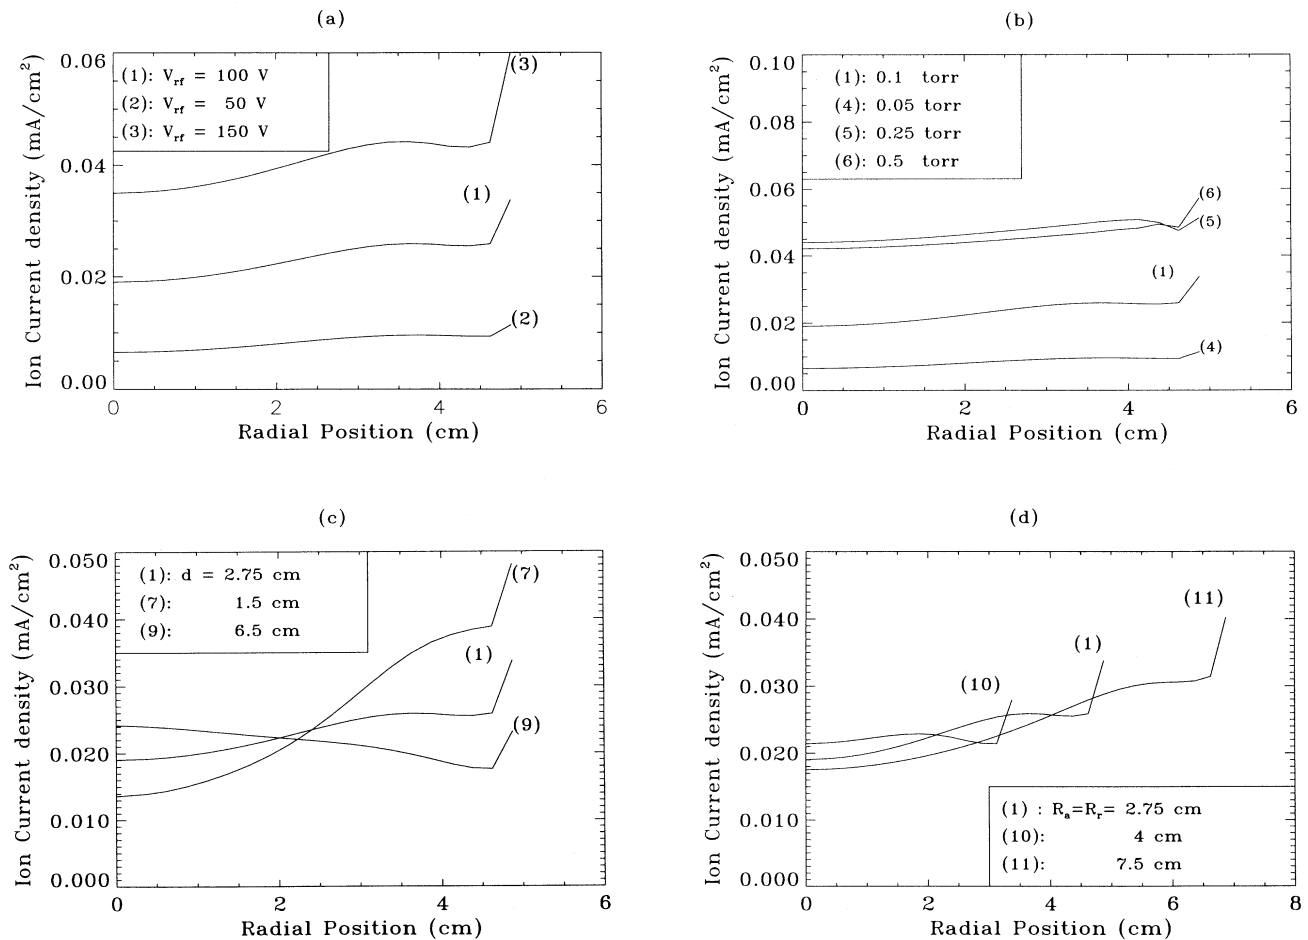 (a)
(b)
Ion Current density (mA/cm²)
0.06
0.04
0.02
0.00
(1): Vrf = 100 V
(2): Vrf = 50 V
(3): Vrf = 150 V
(3)
(1)
(2)
0 2 4 6
Radial Position (cm)
Ion Current density (mA/cm²)
0.10
0.08
0.06
0.04
0.02
0.00
(1): 0.1 torr
(4): 0.05 torr
(5): 0.25 torr
(6): 0.5 torr
(6)
(5)
(1)
(4)
0 2 4 6
Radial Position (cm)
(c)
(d)
Ion Current density (mA/cm²)
0.050
0.040
0.030
0.020
0.010
0.000
(1): d = 2.75 cm
(7): 1.5 cm
(9): 6.5 cm
(7)
(1)
(9)
0 2 4 6
Radial Position (cm)
Ion Current density (mA/cm²)
0.050
0.040
0.030
0.020
0.010
0.000
(11)
(1)
(10)
(1) : Ra=Rr= 2.75 cm
(10): 4 cm
(11): 7.5 cm
0 2 4 6 8
Radial Position (cm)